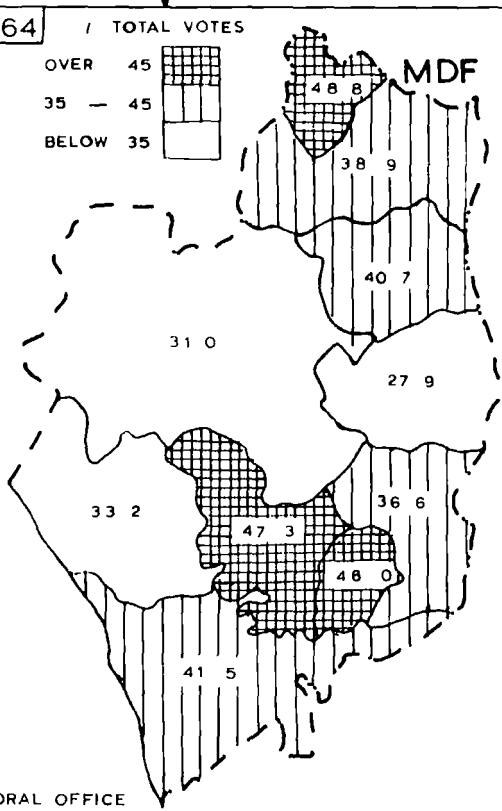 64
/ TOTAL VOTES
OVER 45
35 — 45
BELOW 35
MDF
48 8
38 9
40 7
31 0
27 9
36 6
33 2
47 3
46 0
41 5
ORAL OFFICE